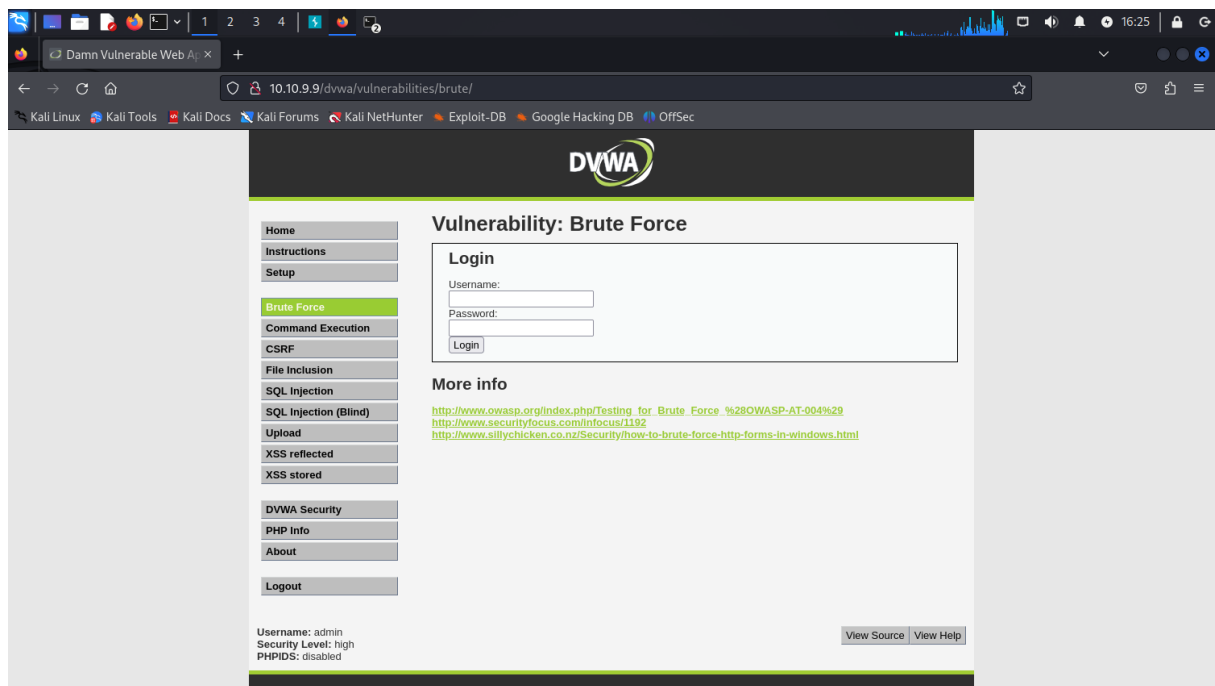 1 2 3 4
2
16:25
Damn Vulnerable Web Ap
10.10.9.9/dvwa/vulnerabilities/brute/
Kali Linux Kali Tools Kali Docs Kali Forums Kali NetHunter Exploit-DB Google Hacking DB OffSec
DVWA
Home
Instructions
Setup
Brute Force
Command Execution
CSRF
File Inclusion
SQL Injection
SQL Injection (Blind)
Upload
XSS reflected
XSS stored
DVWA Security
PHP Info
About
Logout
Vulnerability: Brute Force
Login
Username:
Password:
Login
More info
http://www.owasp.org/index.php/Testing_for_Brute_Force_%28OWASP-AT-004%29
http://www.securityfocus.com/infocus/1192
http://www.sillychicken.co.nz/Security/how-to-brute-force-http-forms-in-windows.html
Username: admin
Security Level: high
PHPIDS: disabled
View Source View Help